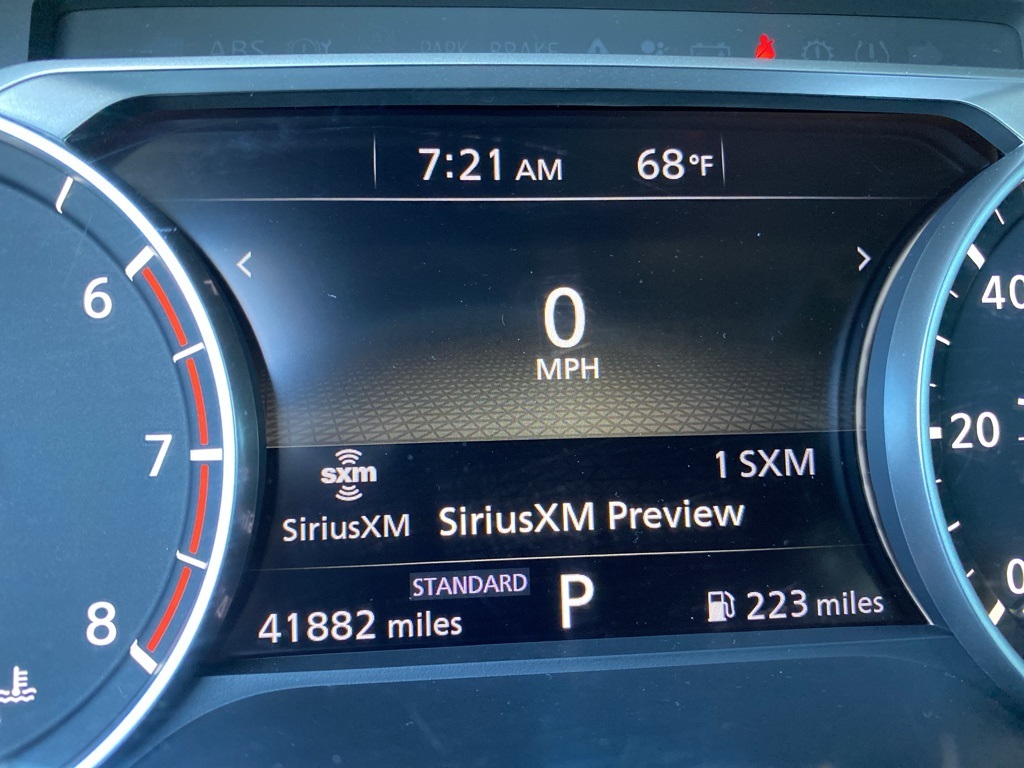 ABS PARK BRAKE
7:21 AM 68°F
<
>
6
40
0
MPH
7
20
sxm
1 SXM
SiriusXM SiriusXM Preview
0
STANDARD
P
8
41882 miles
223 miles